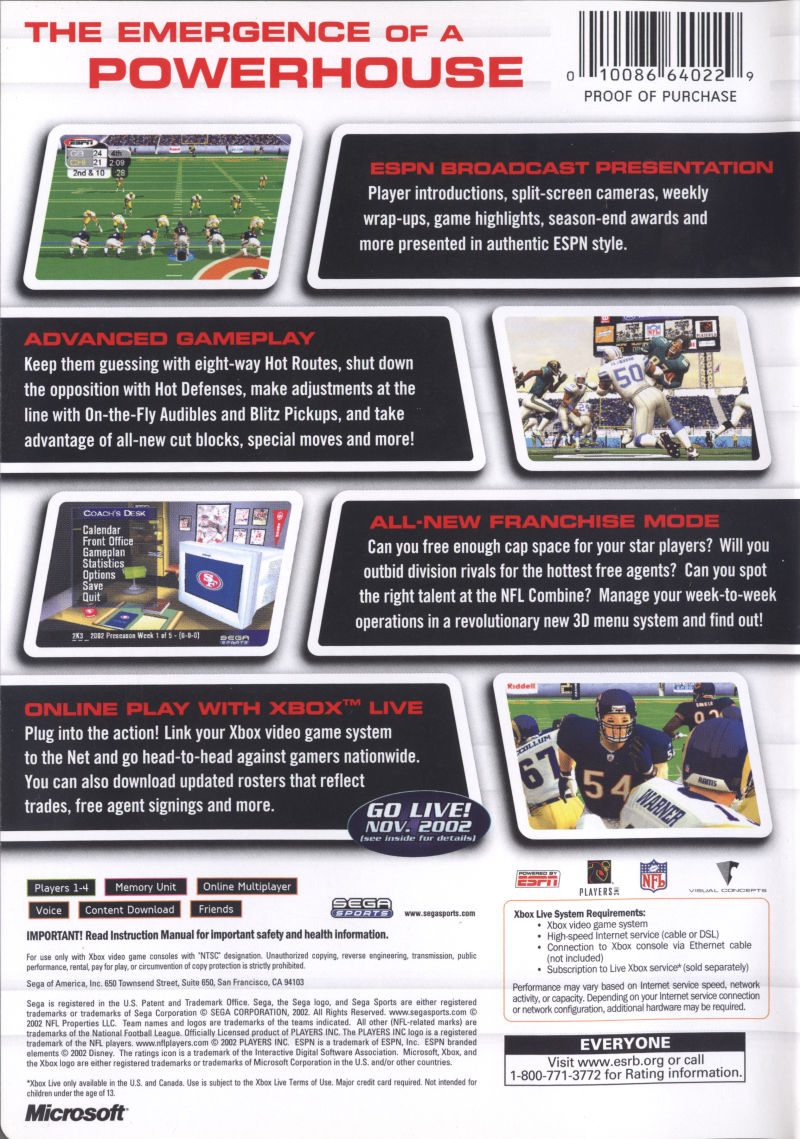 THE EMERGENCE OF A
POWERHOUSE
0 10086 64022 9
PROOF OF PURCHASE
ESPN
24 4th
CHI 21 2:09
2nd & 10 :28
ESPN BROADCAST PRESENTATION
Player introductions, split-screen cameras, weekly
wrap-ups, game highlights, season-end awards and
more presented in authentic ESPN style.
ADVANCED GAMEPLAY
Keep them guessing with eight-way Hot Routes, shut down
the opposition with Hot Defenses, make adjustments at the
line with On-the-Fly Audibles and Blitz Pickups, and take
advantage of all-new cut blocks, special moves and more!
NFL
50
COACH'S DESK
Calendar
Front Office
Gameplan
Statistics
Options
Save
Quit
SF
2K3_ 2002 Preseason Week 1 of 5 - (0-0-0)
SEGA
SPORTS
ALL-NEW FRANCHISE MODE
Can you free enough cap space for your star players? Will you
outbid division rivals for the hottest free agents? Can you spot
the right talent at the NFL Combine? Manage your week-to-week
operations in a revolutionary new 3D menu system and find out!
ONLINE PLAY WITH XBOX™ LIVE
Plug into the action! Link your Xbox video game system
to the Net and go head-to-head against gamers nationwide.
You can also download updated rosters that reflect
trades, free agent signings and more.
GO LIVE!
NOV. 2002
(see inside for details)
Riddell
67
54
RAMS
WARNER
Players 1-4
Memory Unit
Online Multiplayer
Voice
Content Download
Friends
SEGA
SPORTS
www.segasports.com
POWERED BY
ESPN
PLAYERS INC
NFL
VISUAL CONCEPTS
IMPORTANT! Read Instruction Manual for important safety and health information.
For use only with Xbox video game consoles with "NTSC" designation. Unauthorized copying, reverse engineering, transmission, public
performance, rental, pay for play, or circumvention of copy protection is strictly prohibited.
Sega of America, Inc. 650 Townsend Street, Suite 650, San Francisco, CA 94103
Sega is registered in the U.S. Patent and Trademark Office. Sega, the Sega logo, and Sega Sports are either registered
trademarks or trademarks of Sega Corporation © SEGA CORPORATION, 2002. All Rights Reserved. www.segasports.com ©
2002 NFL Properties LLC. Team names and logos are trademarks of the teams indicated. All other (NFL-related marks) are
trademarks of the National Football League. Officially Licensed Product of PLAYERS INC. The PLAYERS INC logo is a registered
trademark of the NFL players. www.nflplayers.com © 2002 PLAYERS INC. ESPN is a trademark of ESPN, Inc. ESPN branded
elements © 2002 Disney. The ratings icon is a trademark of the Interactive Digital Software Association. Microsoft, Xbox, and
the Xbox logo are either registered trademarks or trademarks of Microsoft Corporation in the U.S. and/or other countries.
*Xbox Live only available in the U.S. and Canada. Use is subject to the Xbox Live Terms of Use. Major credit card required. Not intended for
children under the age of 13.
Microsoft
Xbox Live System Requirements:
• Xbox video game system
• High-speed Internet service (cable or DSL)
• Connection to Xbox console via Ethernet cable
(not included)
• Subscription to Live Xbox service* (sold separately)
Performance may vary based on Internet service speed, network
activity, or capacity. Depending on your Internet service connection
or network configuration, additional hardware may be required.
EVERYONE
Visit www.esrb.org or call
1-800-771-3772 for Rating information.